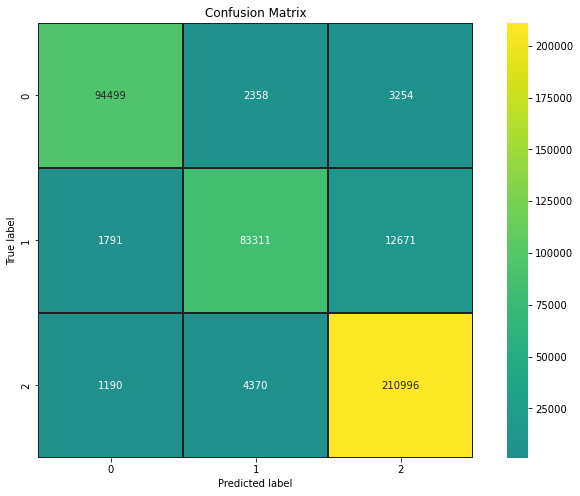 Confusion Matrix
True label
0
94499 2358 3254
1
1791 83311 12671
2
1190 4370 210996
0 1 2
Predicted label
200000
175000
150000
125000
100000
75000
50000
25000